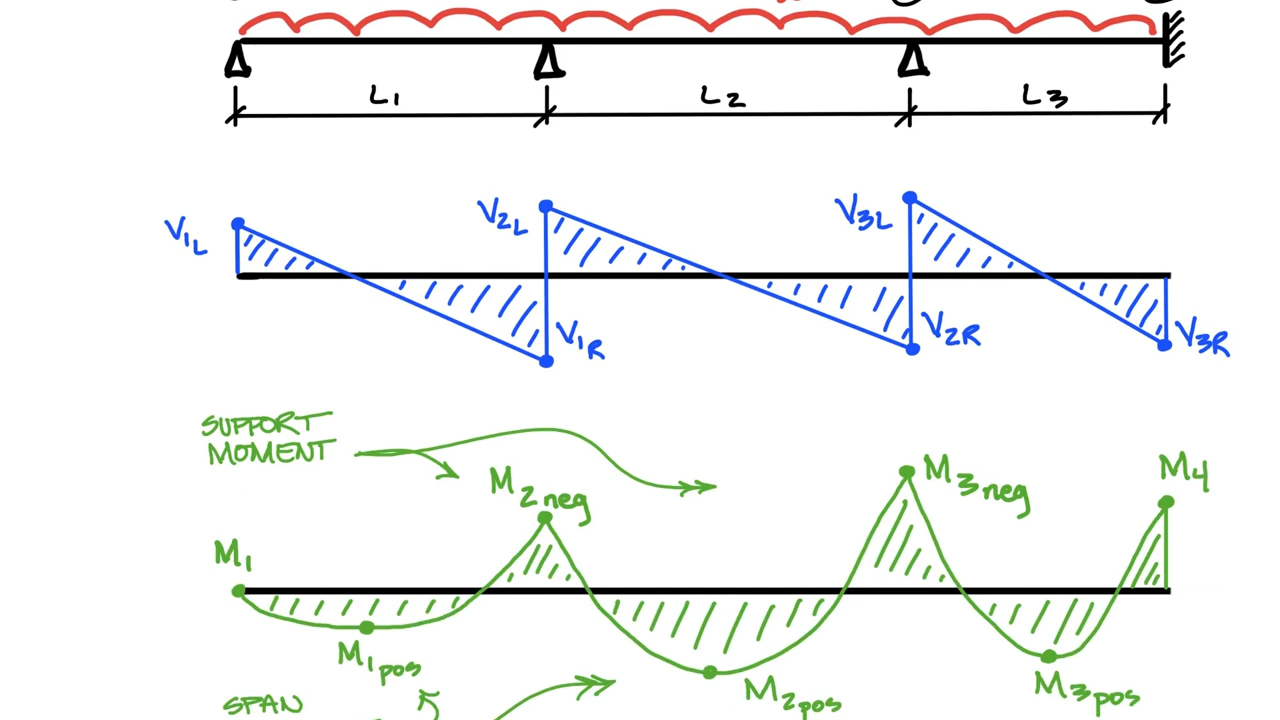 L1 L2 L3
V1L V2L V3L
V1R V2R V3R
SUPPORT
MOMENT
M1 M2neg M3neg M4
M1pos M2pos M3pos
SPAN